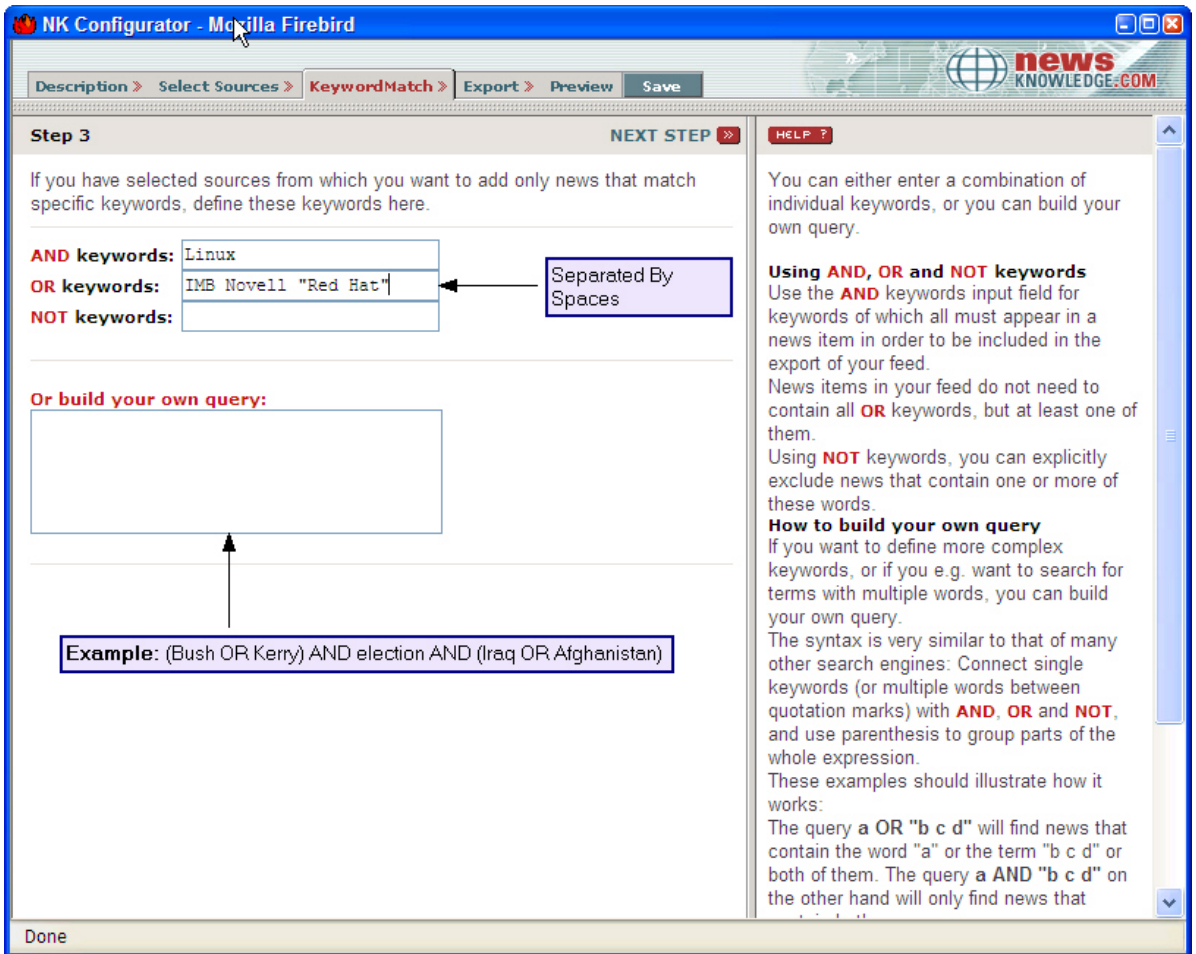 NK Configurator - Mozilla Firebird
news
KNOWLEDGE.COM
Description » Select Sources » KeywordMatch » Export » Preview Save
Step 3
NEXT STEP »
If you have selected sources from which you want to add only news that match
specific keywords, define these keywords here.
AND keywords: Linux
OR keywords: IMB Novell "Red Hat"
NOT keywords:
Separated By
Spaces
Or build your own query:
Example: (Bush OR Kerry) AND election AND (Iraq OR Afghanistan)
HELP ?
You can either enter a combination of
individual keywords, or you can build your
own query.
Using AND, OR and NOT keywords
Use the AND keywords input field for
keywords of which all must appear in a
news item in order to be included in the
export of your feed.
News items in your feed do not need to
contain all OR keywords, but at least one of
them.
Using NOT keywords, you can explicitly
exclude news that contain one or more of
these words.
How to build your own query
If you want to define more complex
keywords, or if you e.g. want to search for
terms with multiple words, you can build
your own query.
The syntax is very similar to that of many
other search engines: Connect single
keywords (or multiple words between
quotation marks) with AND, OR and NOT,
and use parenthesis to group parts of the
whole expression.
These examples should illustrate how it
works:
The query a OR "b c d" will find news that
contain the word "a" or the term "b c d" or
both of them. The query a AND "b c d" on
the other hand will only find news that
Done